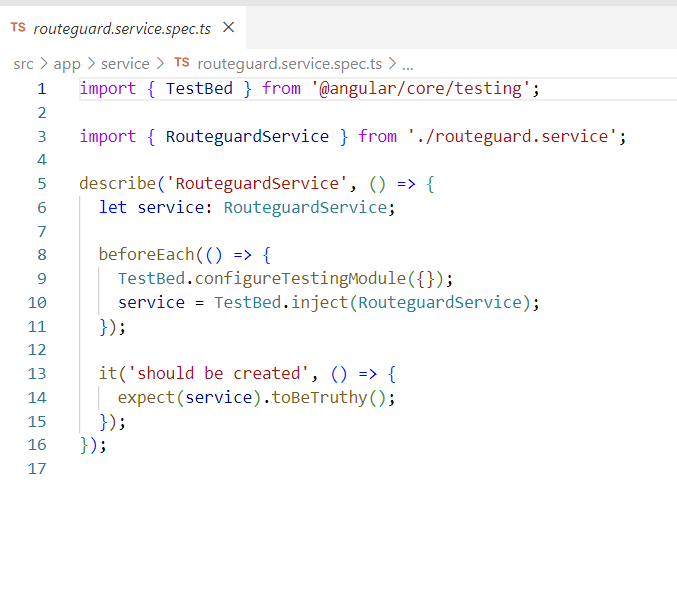 TS routeguard.service.spec.ts ×
src > app > service > TS routeguard.service.spec.ts > ...
1 import { TestBed } from '@angular/core/testing';
2
3 import { RouteguardService } from './routeguard.service';
4
5 describe('RouteguardService', () => {
6 let service: RouteguardService;
7
8 beforeEach(() => {
9 TestBed.configureTestingModule({});
10 service = TestBed.inject(RouteguardService);
11 });
12
13 it('should be created', () => {
14 expect(service).toBeTruthy();
15 });
16 });
17